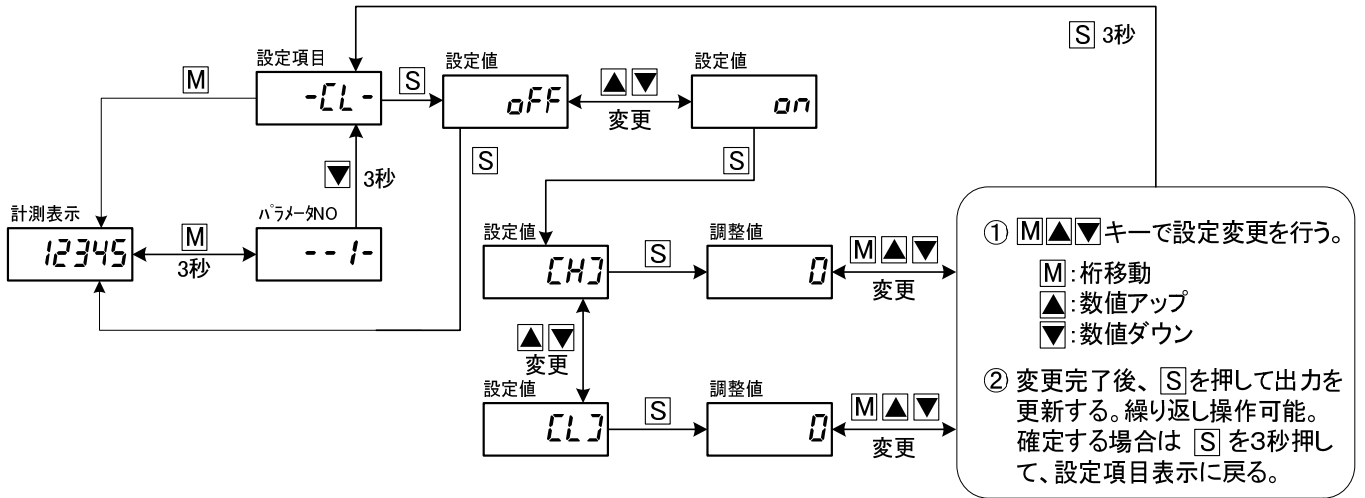 S 3秒
設定項目
設定値
設定値
M
-CL-
S
oFF
▲▼
on
変更
S
S
▼ 3秒
計測表示
パラメータNO
12345
M
--1-
3秒
設定値
調整値
[H]
S
0
M▲▼
変更
▲▼
変更
設定値
調整値
[L]
S
0
M▲▼
変更
① M▲▼キーで設定変更を行う。
M:桁移動
▲:数値アップ
▼:数値ダウン
② 変更完了後、Sを押して出力を
更新する。繰り返し操作可能。
確定する場合は S を3秒押し
て、設定項目表示に戻る。